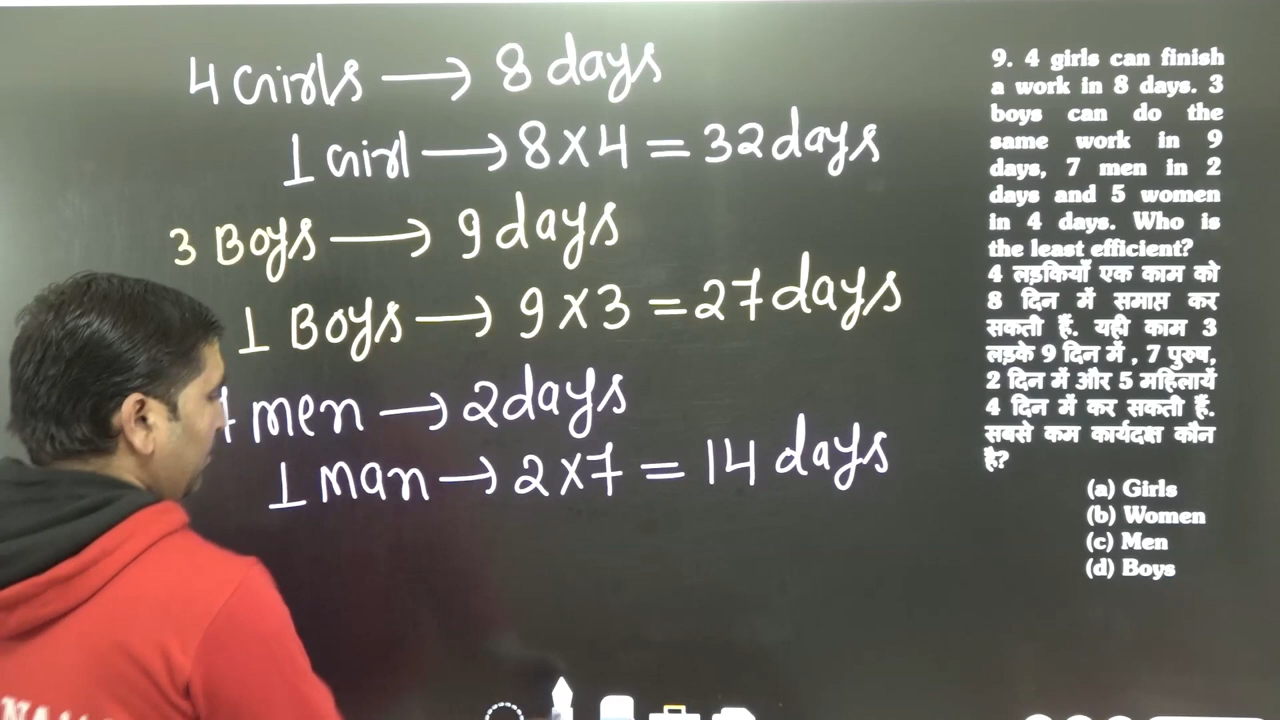 4 Girls → 8 days
1 Girl → 8×4 = 32 days
3 Boys → 9 days
1 Boys → 9×3 = 27 days
men → 2 days
1 man → 2×7 = 14 days
9. 4 girls can finish
a work in 8 days. 3
boys can do the
same work in 9
days, 7 men in 2
days and 5 women
in 4 days. Who is
the least efficient?
4 लड़कियाँ एक काम को
8 दिन में समाप्त कर
सकती हैं. यही काम 3
लड़के 9 दिन में , 7 पुरुष,
2 दिन में और 5 महिलायें
4 दिन में कर सकती हैं.
सबसे कम कार्यदक्ष कौन
है?
(a) Girls
(b) Women
(c) Men
(d) Boys